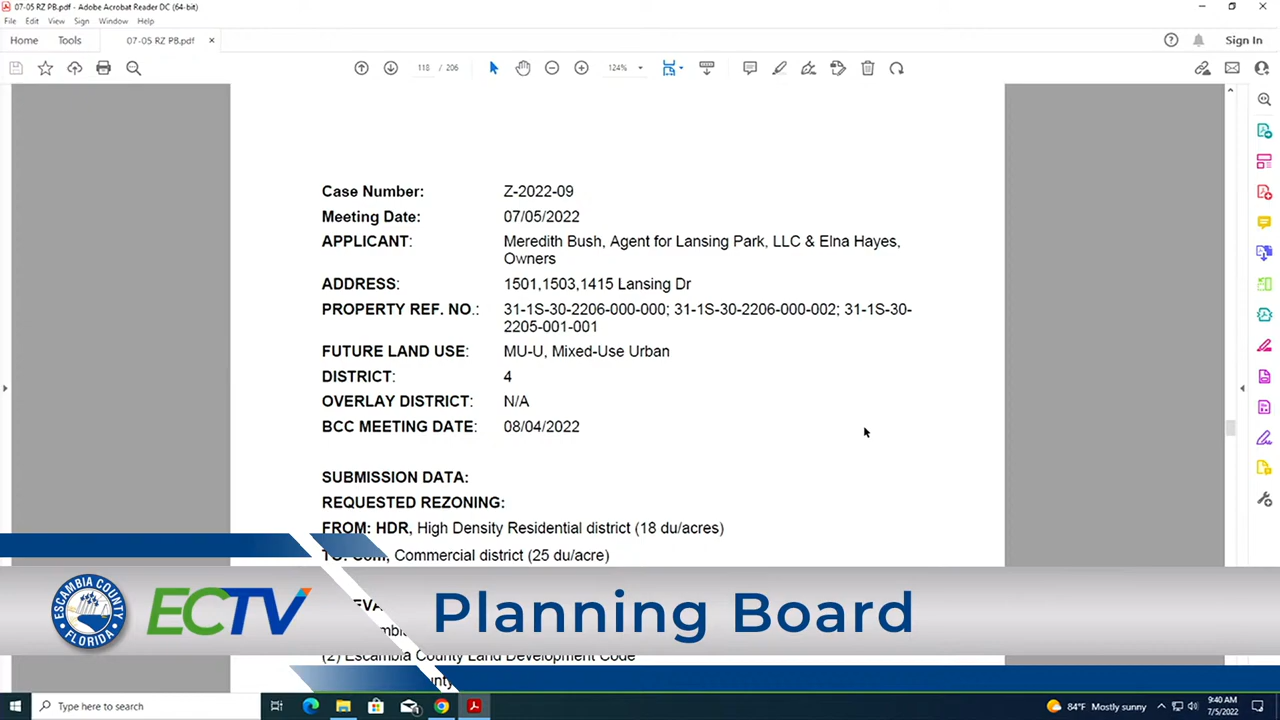 07-05 RZ PB.pdf - Adobe Acrobat Reader DC (64-bit)
File Edit View Sign Window Help
Home Tools 07-05 RZ PB.pdf × Sign In
118 / 206 124%
Case Number: Z-2022-09
Meeting Date: 07/05/2022
APPLICANT: Meredith Bush, Agent for Lansing Park, LLC & Elna Hayes,
Owners
ADDRESS: 1501,1503,1415 Lansing Dr
PROPERTY REF. NO.: 31-1S-30-2206-000-000; 31-1S-30-2206-000-002; 31-1S-30-
2205-001-001
FUTURE LAND USE: MU-U, Mixed-Use Urban
DISTRICT: 4
OVERLAY DISTRICT: N/A
BCC MEETING DATE: 08/04/2022
SUBMISSION DATA:
REQUESTED REZONING:
FROM: HDR, High Density Residential district (18 du/acres)
TO: Com, Commercial district (25 du/acre)
ESCAMBIA COUNTY FLORIDA
ECTV
Planning Board
(2) Escambia County Land Development Code
Type here to search
84°F Mostly sunny
9:40 AM
7/5/2022